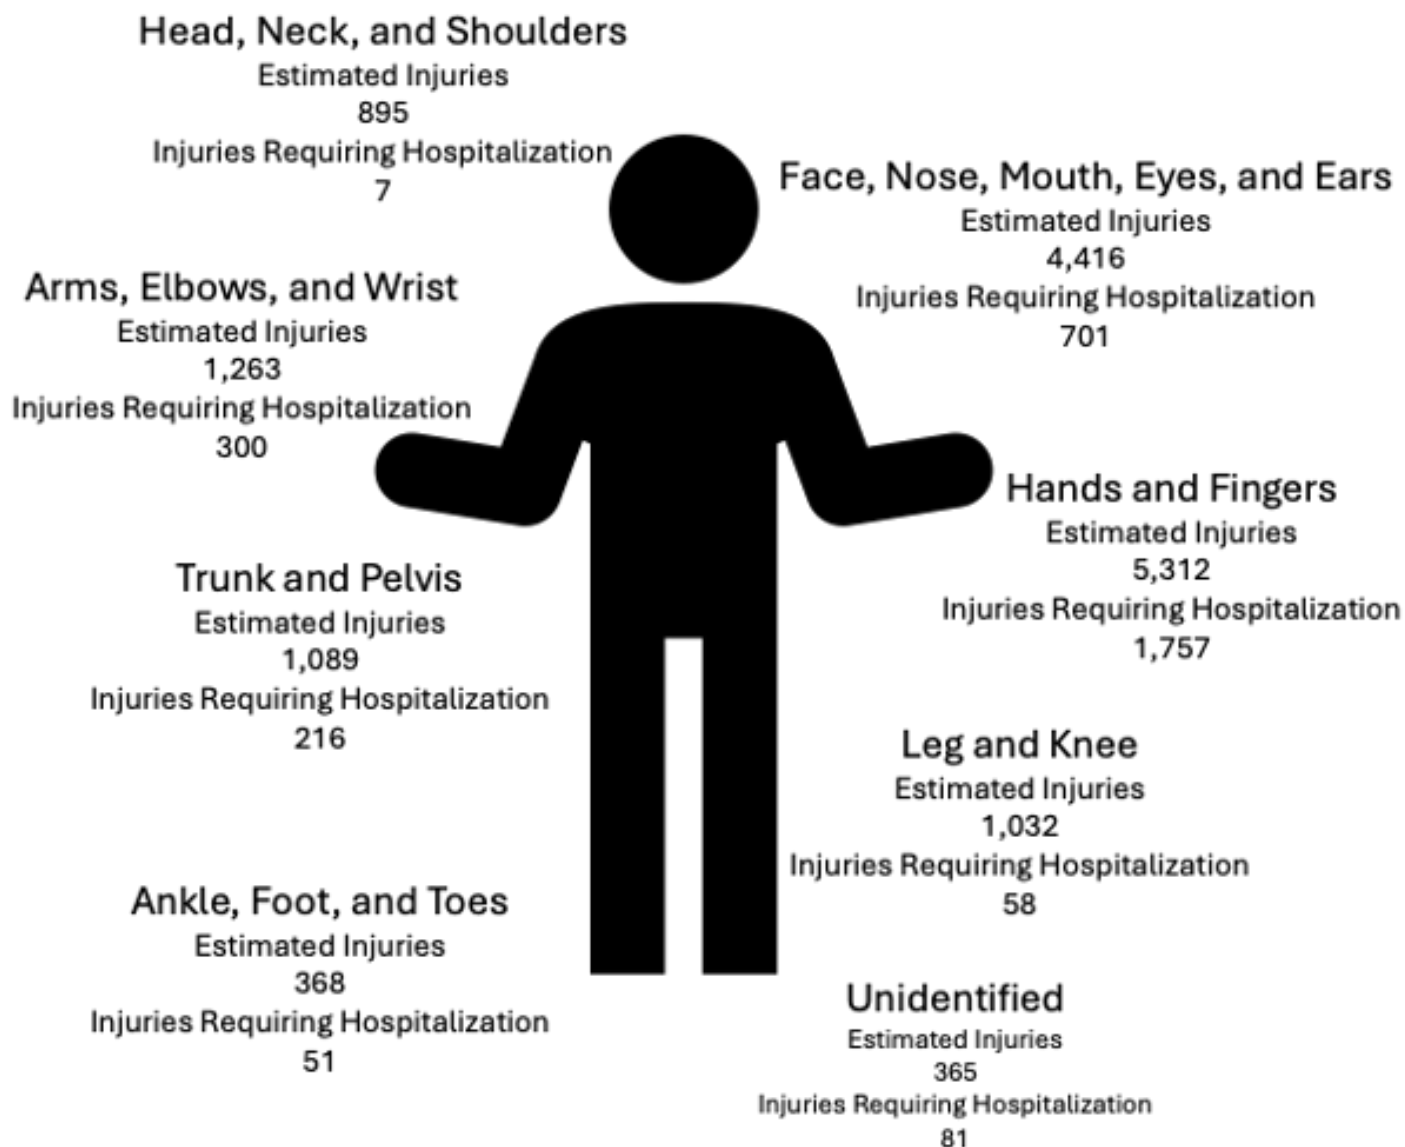 Head, Neck, and Shoulders
Estimated Injuries
895
Injuries Requiring Hospitalization
7
Face, Nose, Mouth, Eyes, and Ears
Estimated Injuries
4,416
Injuries Requiring Hospitalization
701
Arms, Elbows, and Wrist
Estimated Injuries
1,263
Injuries Requiring Hospitalization
300
Hands and Fingers
Estimated Injuries
5,312
Injuries Requiring Hospitalization
1,757
Trunk and Pelvis
Estimated Injuries
1,089
Injuries Requiring Hospitalization
216
Leg and Knee
Estimated Injuries
1,032
Injuries Requiring Hospitalization
58
Ankle, Foot, and Toes
Estimated Injuries
368
Injuries Requiring Hospitalization
51
Unidentified
Estimated Injuries
365
Injuries Requiring Hospitalization
81